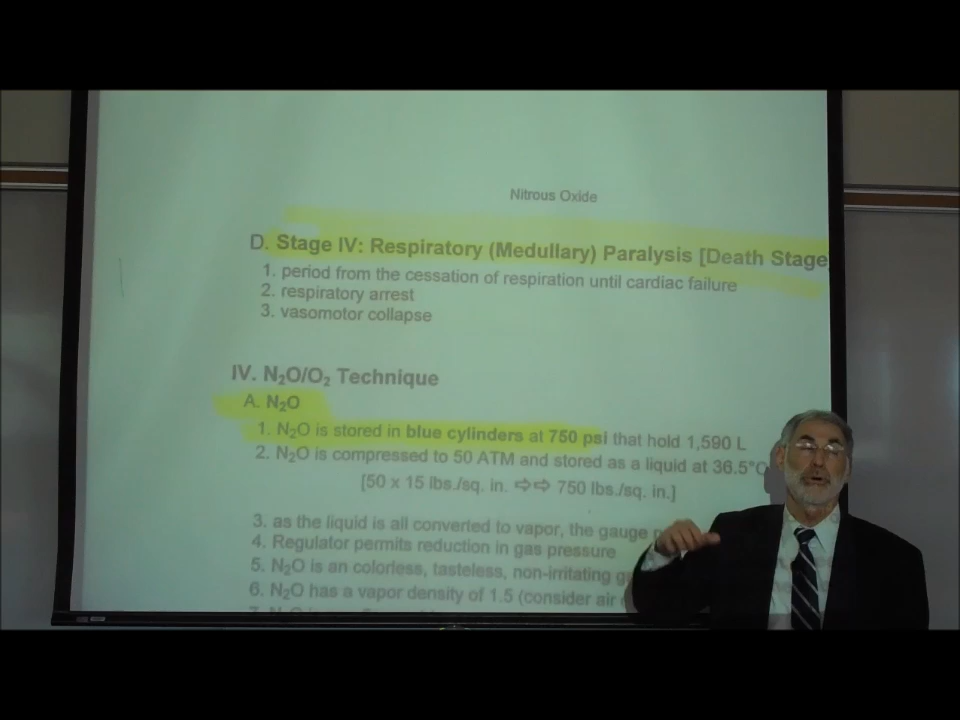 Nitrous Oxide
D. Stage IV: Respiratory (Medullary) Paralysis [Death Stage
1. period from the cessation of respiration until cardiac failure
2. respiratory arrest
3. vasomotor collapse
IV. N₂O/O₂ Technique
A. N₂O
1. N₂O is stored in blue cylinders at 750 psi that hold 1,590 L
2. N₂O is compressed to 50 ATM and stored as a liquid at 36.5°C
[50 x 15 lbs./sq. in. ⇨⇨ 750 lbs./sq. in.]
3. as the liquid is all converted to vapor, the gauge
4. Regulator permits reduction in gas pressure
5. N₂O is an colorless, tasteless, non-irritating
6. N₂O has a vapor density of 1.5 (consider air